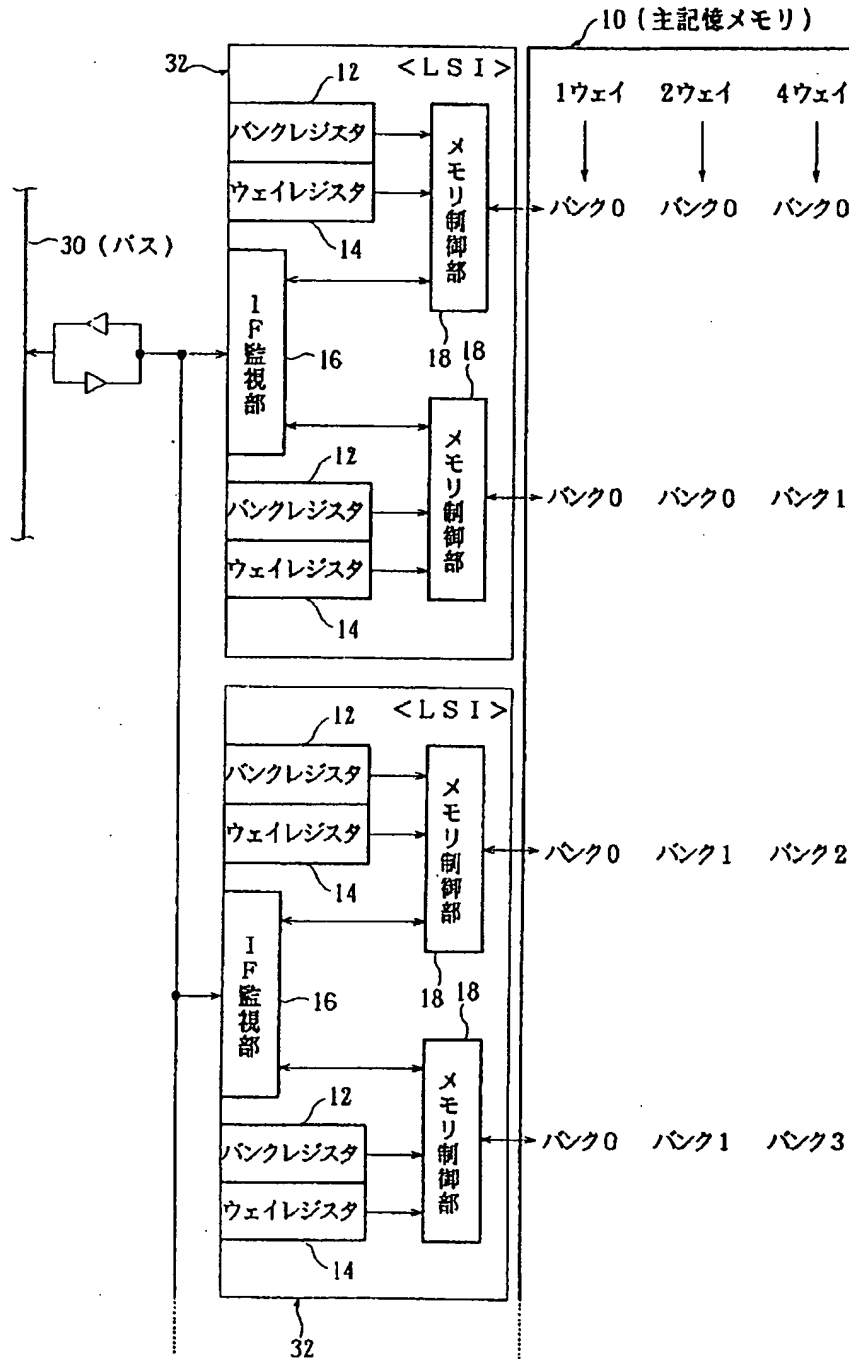 10(主記憶メモリ)
32
<LSI>
1ウェイ 2ウェイ 4ウェイ
12
バンクレジスタ
ウェイレジスタ
14
メモリ制御部
18
バンク0 バンク0 バンク0
30(バス)
IF監視部
16
18
メモリ制御部
12
バンクレジスタ
ウェイレジスタ
14
バンク0 バンク0 バンク1
<LSI>
12
バンクレジスタ
ウェイレジスタ
14
メモリ制御部
18
バンク0 バンク1 バンク2
IF監視部
16
18
メモリ制御部
12
バンクレジスタ
ウェイレジスタ
14
バンク0 バンク1 バンク3
32